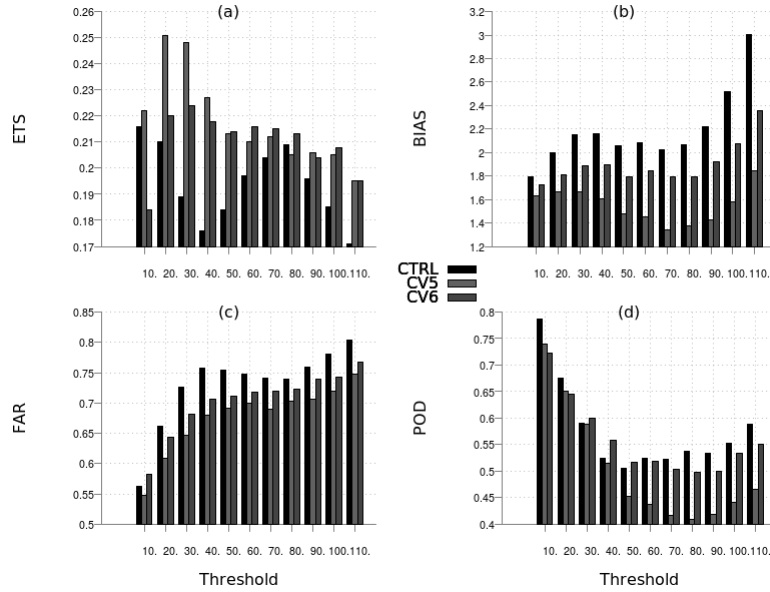 (a)
(b)
ETS
0.26
0.25
0.24
0.23
0.22
0.21
0.2
0.19
0.18
0.17
10. 20. 30. 40. 50. 60. 70. 80. 90. 100.110.
BIAS
3.2
3
2.8
2.6
2.4
2.2
2
1.8
1.6
1.4
1.2
10. 20. 30. 40. 50. 60. 70. 80. 90. 100.110.
CTRL
CV5
CV6
(c)
(d)
FAR
0.85
0.8
0.75
0.7
0.65
0.6
0.55
0.5
10. 20. 30. 40. 50. 60. 70. 80. 90. 100.110.
Threshold
POD
0.8
0.75
0.7
0.65
0.6
0.55
0.5
0.45
0.4
10. 20. 30. 40. 50. 60. 70. 80. 90. 100.110.
Threshold